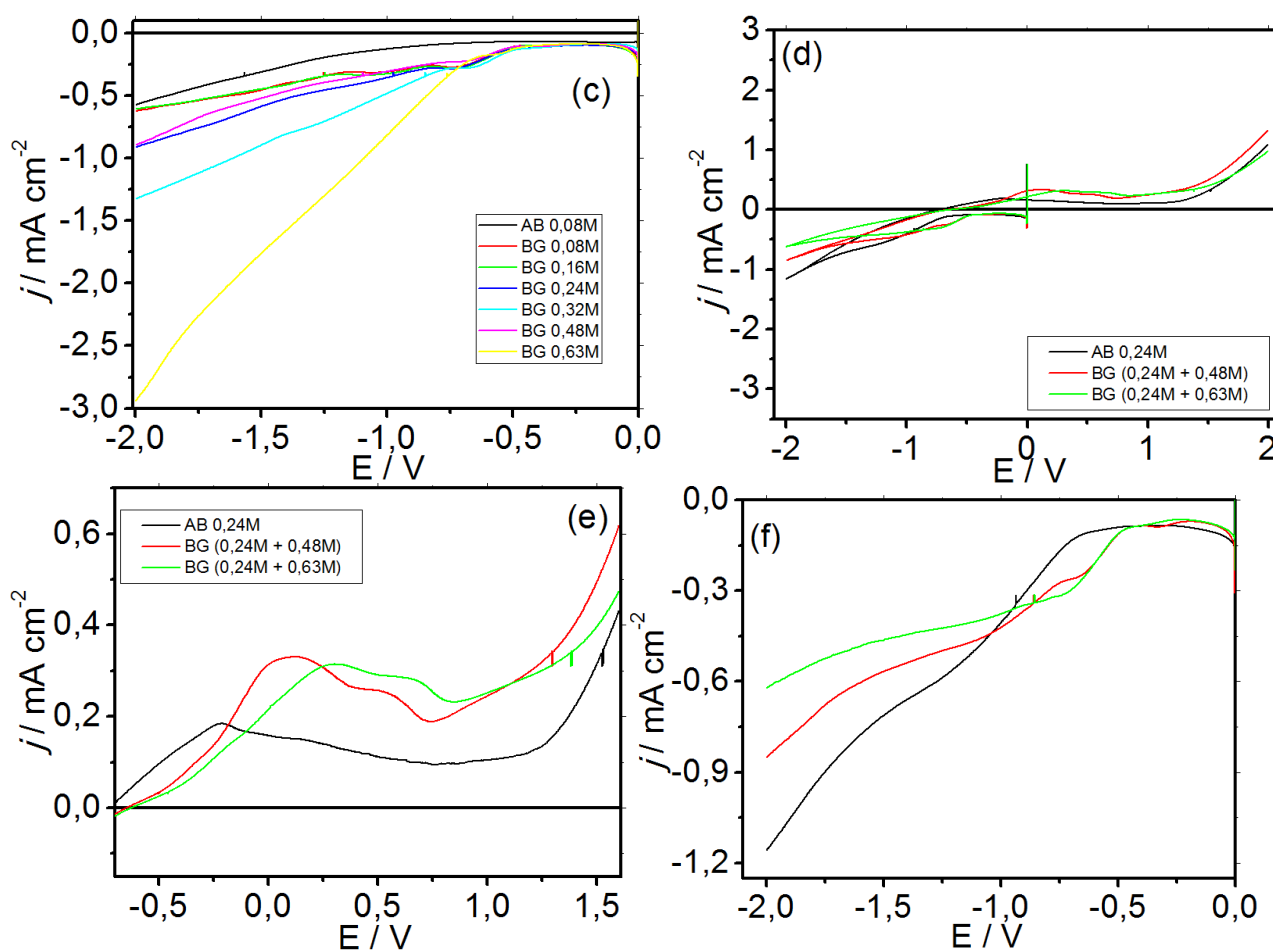 (c)
0,0
-0,5
-1,0
-1,5
-2,0
-2,5
-3,0
j / mA cm-2
AB 0,08M
BG 0,08M
BG 0,16M
BG 0,24M
BG 0,32M
BG 0,48M
BG 0,63M
-2,0 -1,5 -1,0 -0,5 0,0
E / V
(d)
3
2
1
0
-1
-2
-3
j / mA cm-2
AB 0,24M
BG (0,24M + 0,48M)
BG (0,24M + 0,63M)
-2 -1 0 1 2
E / V
(e)
AB 0,24M
BG (0,24M + 0,48M)
BG (0,24M + 0,63M)
0,6
0,4
0,2
0,0
j / mA cm-2
-0,5 0,0 0,5 1,0 1,5
E / V
(f)
0,0
-0,3
-0,6
-0,9
-1,2
j / mA cm-2
-2,0 -1,5 -1,0 -0,5 0,0
E / V